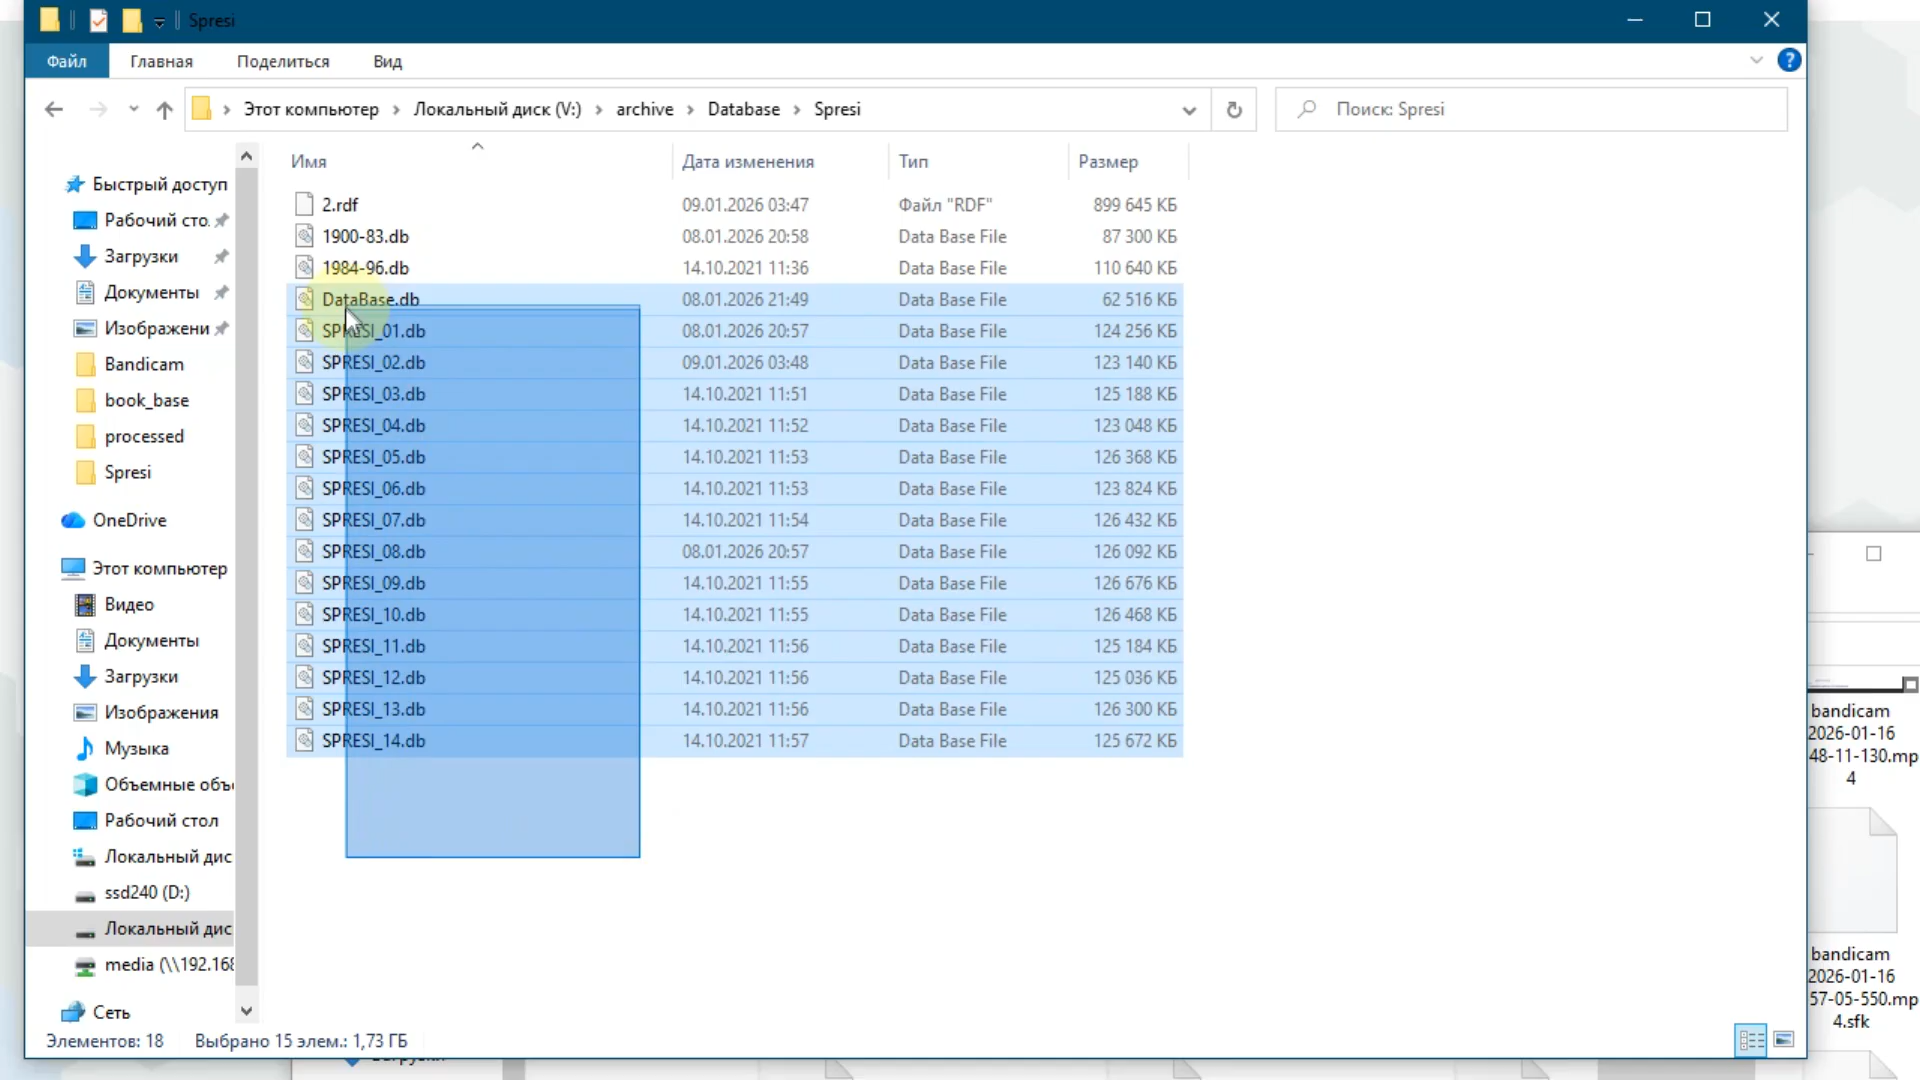 Spresi
Файл Главная Поделиться Вид
Этот компьютер › Локальный диск (V:) › archive › Database › Spresi
Поиск: Spresi
Быстрый доступ
Рабочий сто.
Загрузки
Документы
Изображени
Bandicam
book_base
processed
Spresi
OneDrive
Этот компьютер
Видео
Документы
Загрузки
Изображения
Музыка
Объемные объ
Рабочий стол
Локальный дис
ssd240 (D:)
Локальный дис
media (\\192.168
Сеть
Имя Дата изменения Тип Размер
2.rdf 09.01.2026 03:47 Файл "RDF" 899 645 КБ
1900-83.db 08.01.2026 20:58 Data Base File 87 300 КБ
1984-96.db 14.10.2021 11:36 Data Base File 110 640 КБ
DataBase.db 08.01.2026 21:49 Data Base File 62 516 КБ
SPRESI_01.db 08.01.2026 20:57 Data Base File 124 256 КБ
SPRESI_02.db 09.01.2026 03:48 Data Base File 123 140 КБ
SPRESI_03.db 14.10.2021 11:51 Data Base File 125 188 КБ
SPRESI_04.db 14.10.2021 11:52 Data Base File 123 048 КБ
SPRESI_05.db 14.10.2021 11:53 Data Base File 126 368 КБ
SPRESI_06.db 14.10.2021 11:53 Data Base File 123 824 КБ
SPRESI_07.db 14.10.2021 11:54 Data Base File 126 432 КБ
SPRESI_08.db 08.01.2026 20:57 Data Base File 126 092 КБ
SPRESI_09.db 14.10.2021 11:55 Data Base File 126 676 КБ
SPRESI_10.db 14.10.2021 11:55 Data Base File 126 468 КБ
SPRESI_11.db 14.10.2021 11:56 Data Base File 125 184 КБ
SPRESI_12.db 14.10.2021 11:56 Data Base File 125 036 КБ
SPRESI_13.db 14.10.2021 11:56 Data Base File 126 300 КБ
SPRESI_14.db 14.10.2021 11:57 Data Base File 125 672 КБ
Элементов: 18 Выбрано 15 элем.: 1,73 ГБ
bandicam
2026-01-16
48-11-130.mp
4
bandicam
2026-01-16
57-05-550.mp
4.sfk